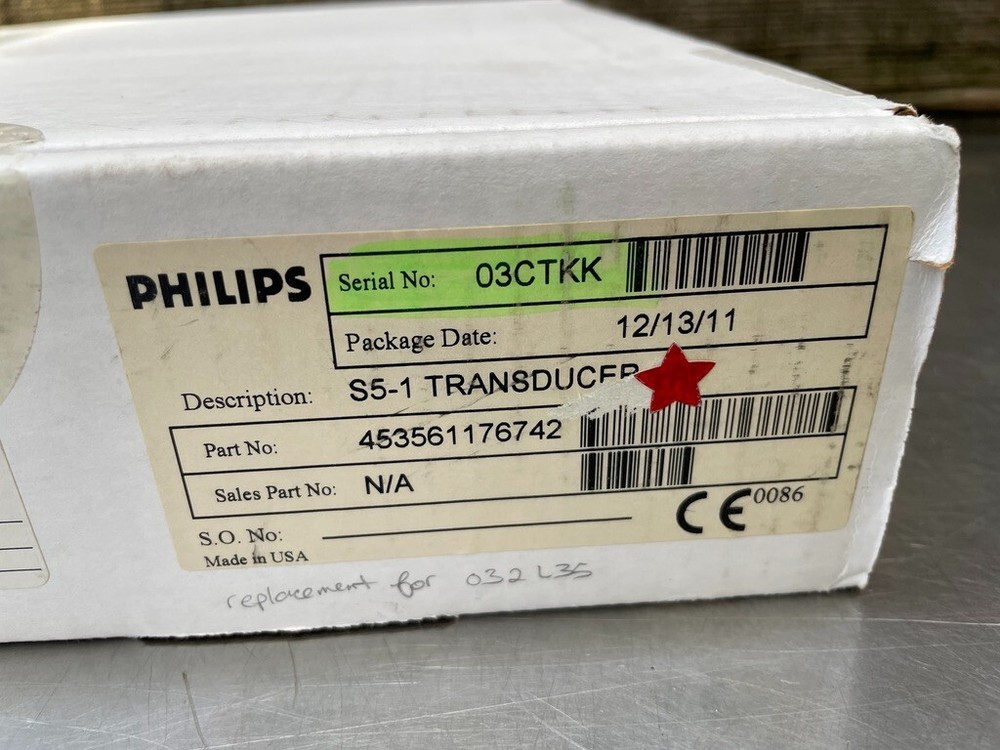 PHILIPS
Serial No: 03CTKK
Package Date: 12/13/11
Description: S5-1 TRANSDUCER
Part No: 453561176742
Sales Part No: N/A
CE 0086
S.O. No:
Made in USA
replacement for 032L35